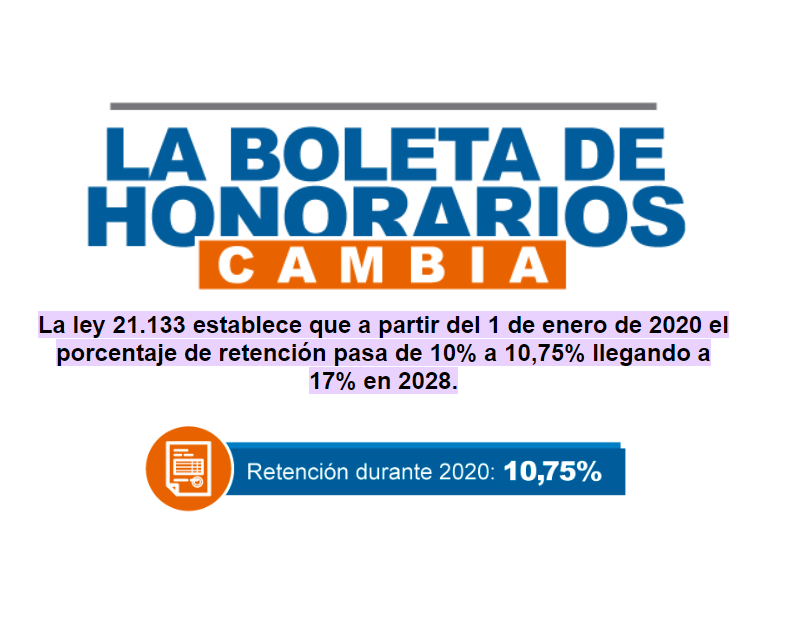 LA BOLETA DE
HONORARIOS
CAMBIA
La ley 21.133 establece que a partir del 1 de enero de 2020 el
porcentaje de retención pasa de 10% a 10,75% llegando a
17% en 2028.
Retención durante 2020: 10,75%